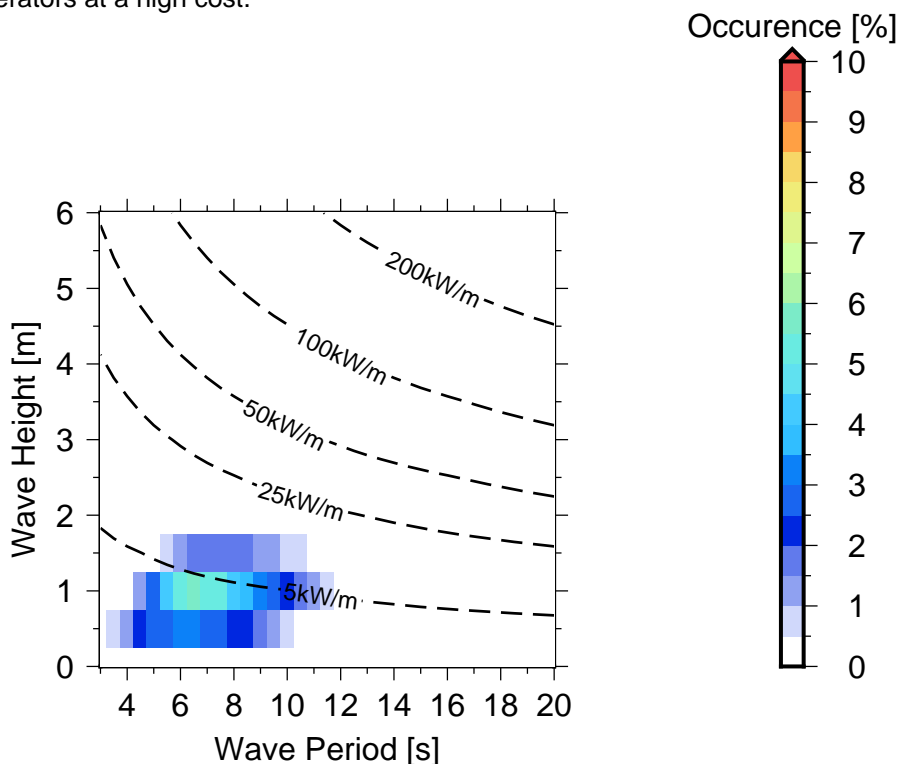 erators at a high cost.
Occurence [%]
10
9
8
7
6
5
4
3
2
1
0
6
5
4
3
2
1
0
Wave Height [m]
200kW/m
100kW/m
50kW/m
25kW/m
5kW/m
4 6 8 10 12 14 16 18 20
Wave Period [s]